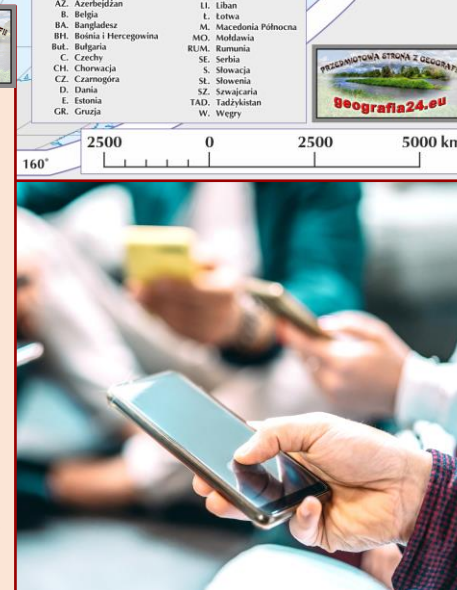 AZ. Azerbejdżan
B. Belgia
BA. Bangladesz
BH. Bośnia i Hercegowina
BuŁ. Bułgaria
C. Czechy
CH. Chorwacja
CZ. Czarnogóra
D. Dania
E. Estonia
GR. Gruzja
LI. Liban
Ł. Łotwa
M. Macedonia Północna
MO. Mołdawia
RUM. Rumunia
SE. Serbia
S. Słowacja
SŁ. Słowenia
SZ. Szwajcaria
TAD. Tadżykistan
W. Węgry
PRZEDMIOTOWA STRONA Z GEOGRAFII
geografia24.eu
2500 0 2500 5000 km
160°